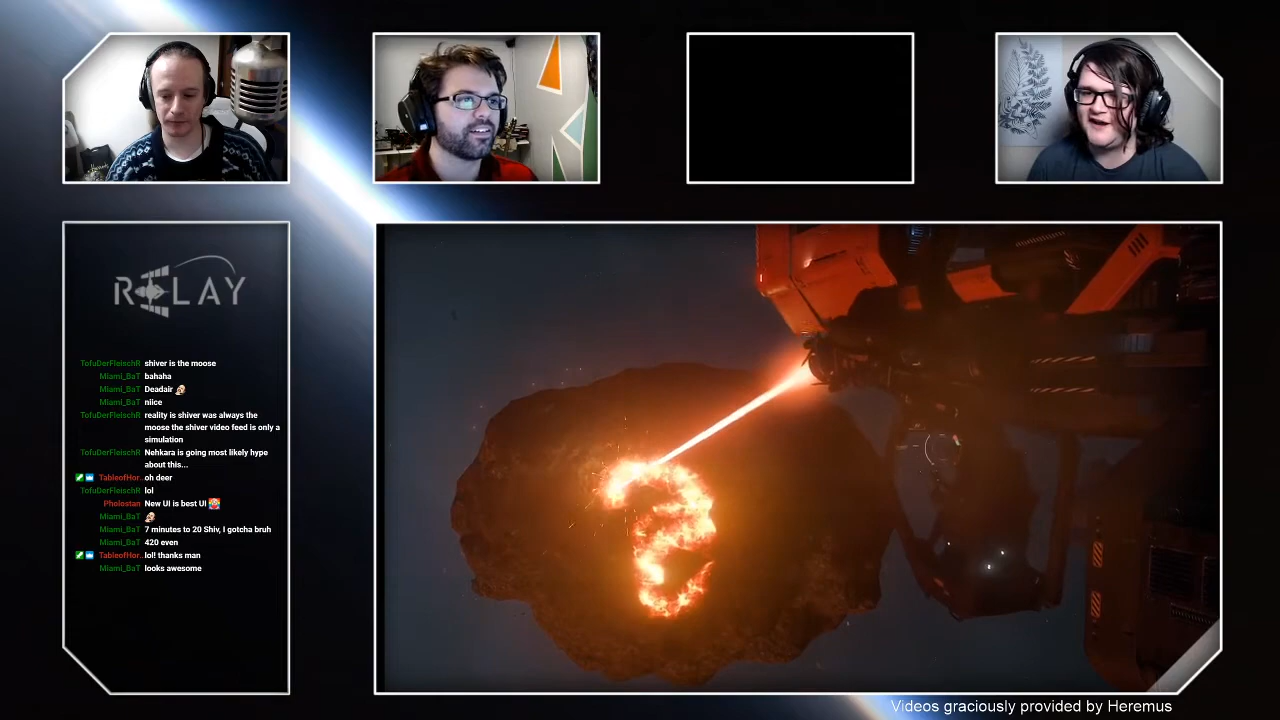 RELAY
TofuDerFleischR shiver is the moose
Miami_BaT bahaha
Miami_BaT Deadair
Miami_BaT niice
TofuDerFleischR reality is shiver was always the
moose the shiver video feed is only a
simulation
TofuDerFleischR Nehkara is going most likely hype
about this...
TableofHor.. oh deer
TofuDerFleischR lol
Pholostan New UI is best UI
Miami_BaT
Miami_BaT 7 minutes to 20 Shiv, I gotcha bruh
Miami_BaT 420 even
TableofHor.. lol! thanks man
Miami_BaT looks awesome
Videos graciously provided by Heremus